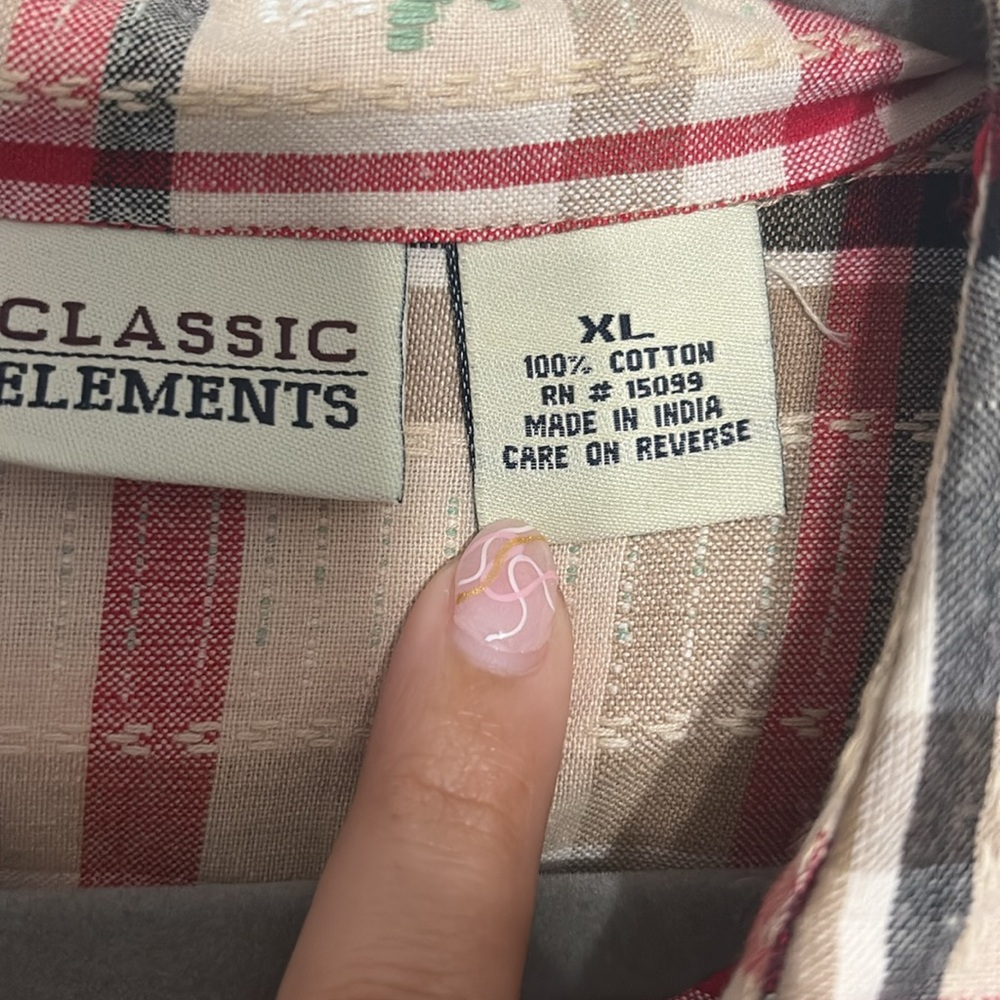 CLASSIC
ELEMENTS
XL
100% COTTON
RN # 15099
MADE IN INDIA
CARE ON REVERSE